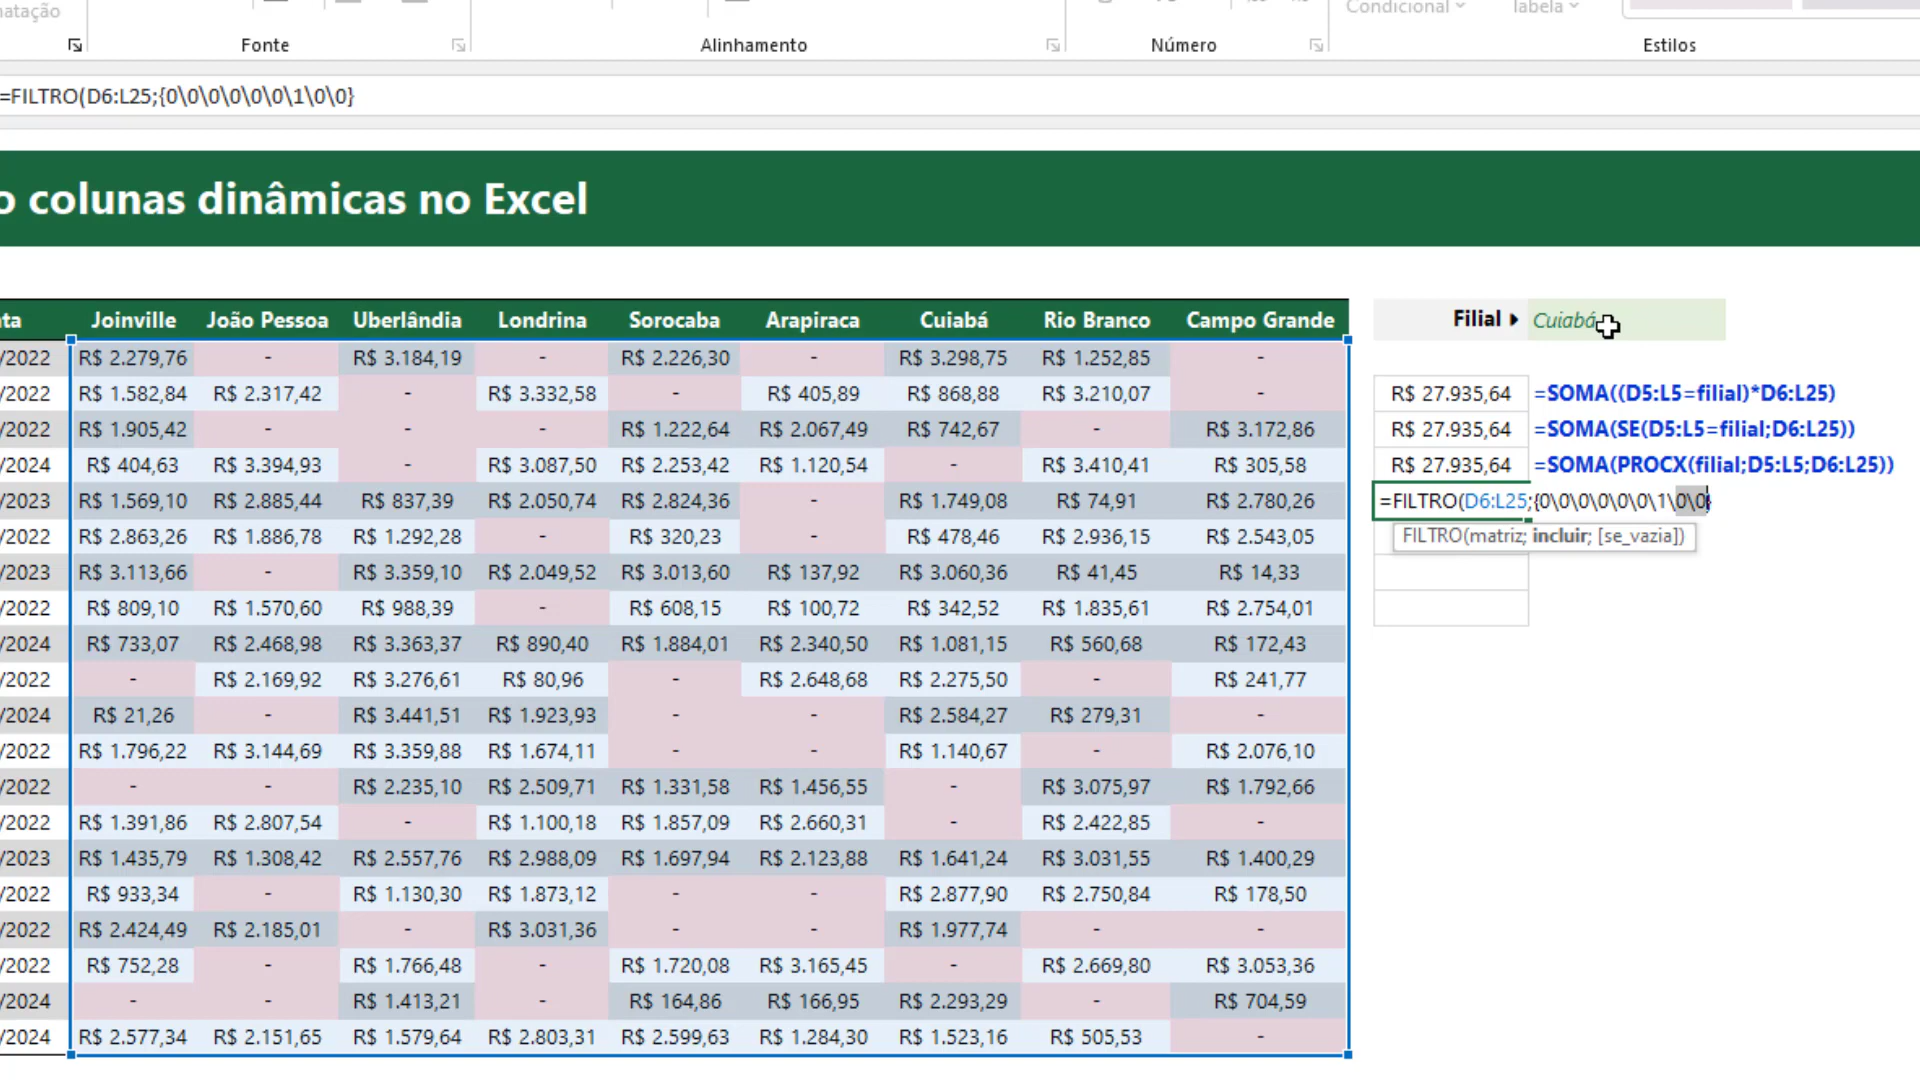 Condicional
Tabela
Fonte
Alinhamento
Número
Estilos
=FILTRO(D6:L25;{0\0\0\0\0\0\1\0\0}
o colunas dinâmicas no Excel
ta Joinville João Pessoa Uberlândia Londrina Sorocaba Arapiraca Cuiabá Rio Branco Campo Grande
Filial Cuiabá
/2022 R$ 2.279,76 - R$ 3.184,19 - R$ 2.226,30 - R$ 3.298,75 R$ 1.252,85 -
/2022 R$ 1.582,84 R$ 2.317,42 - R$ 3.332,58 - R$ 405,89 R$ 868,88 R$ 3.210,07 -
/2022 R$ 1.905,42 - - - R$ 1.222,64 R$ 2.067,49 R$ 742,67 - R$ 3.172,86
/2024 R$ 404,63 R$ 3.394,93 - R$ 3.087,50 R$ 2.253,42 R$ 1.120,54 - R$ 3.410,41 R$ 305,58
/2023 R$ 1.569,10 R$ 2.885,44 R$ 837,39 R$ 2.050,74 R$ 2.824,36 - R$ 1.749,08 R$ 74,91 R$ 2.780,26
/2022 R$ 2.863,26 R$ 1.886,78 R$ 1.292,28 - R$ 320,23 - R$ 478,46 R$ 2.936,15 R$ 2.543,05
/2023 R$ 3.113,66 - R$ 3.359,10 R$ 2.049,52 R$ 3.013,60 R$ 137,92 R$ 3.060,36 R$ 41,45 R$ 14,33
/2022 R$ 809,10 R$ 1.570,60 R$ 988,39 - R$ 608,15 R$ 100,72 R$ 342,52 R$ 1.835,61 R$ 2.754,01
/2024 R$ 733,07 R$ 2.468,98 R$ 3.363,37 R$ 890,40 R$ 1.884,01 R$ 2.340,50 R$ 1.081,15 R$ 560,68 R$ 172,43
/2022 - R$ 2.169,92 R$ 3.276,61 R$ 80,96 - R$ 2.648,68 R$ 2.275,50 - R$ 241,77
/2024 R$ 21,26 - R$ 3.441,51 R$ 1.923,93 - - R$ 2.584,27 R$ 279,31 -
/2022 R$ 1.796,22 R$ 3.144,69 R$ 3.359,88 R$ 1.674,11 - - R$ 1.140,67 - R$ 2.076,10
/2022 - - R$ 2.235,10 R$ 2.509,71 R$ 1.331,58 R$ 1.456,55 - R$ 3.075,97 R$ 1.792,66
/2022 R$ 1.391,86 R$ 2.807,54 - R$ 1.100,18 R$ 1.857,09 R$ 2.660,31 - R$ 2.422,85 -
/2023 R$ 1.435,79 R$ 1.308,42 R$ 2.557,76 R$ 2.988,09 R$ 1.697,94 R$ 2.123,88 R$ 1.641,24 R$ 3.031,55 R$ 1.400,29
/2022 R$ 933,34 - R$ 1.130,30 R$ 1.873,12 - - R$ 2.877,90 R$ 2.750,84 R$ 178,50
/2022 R$ 2.424,49 R$ 2.185,01 - R$ 3.031,36 - - R$ 1.977,74 - -
/2022 R$ 752,28 - R$ 1.766,48 - R$ 1.720,08 R$ 3.165,45 - R$ 2.669,80 R$ 3.053,36
/2024 - - R$ 1.413,21 - R$ 164,86 R$ 166,95 R$ 2.293,29 - R$ 704,59
/2024 R$ 2.577,34 R$ 2.151,65 R$ 1.579,64 R$ 2.803,31 R$ 2.599,63 R$ 1.284,30 R$ 1.523,16 R$ 505,53 -
R$ 27.935,64 =SOMA((D5:L5=filial)*D6:L25)
R$ 27.935,64 =SOMA(SE(D5:L5=filial;D6:L25))
R$ 27.935,64 =SOMA(PROCX(filial;D5:L5;D6:L25))
=FILTRO(D6:L25;{0\0\0\0\0\0\1\0\0}
FILTRO(matriz; incluir; [se_vazia])